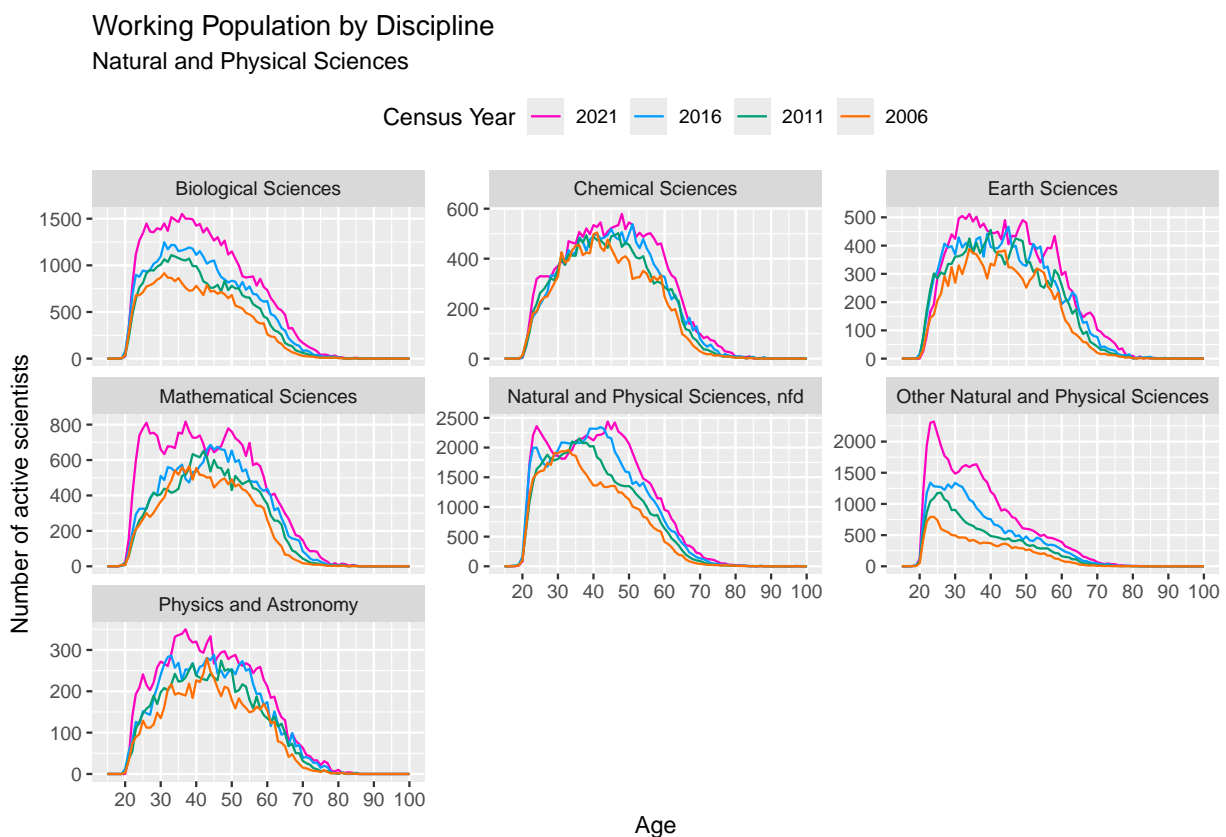 Working Population by Discipline
Natural and Physical Sciences
Census Year 2021 2016 2011 2006
Number of active scientists
Biological Sciences
1500
1000
500
0
Chemical Sciences
600
400
200
0
Earth Sciences
500
400
300
200
100
0
Mathematical Sciences
800
600
400
200
0
Natural and Physical Sciences, nfd
2500
2000
1500
1000
500
0
20 30 40 50 60 70 80 90 100
Other Natural and Physical Sciences
2000
1500
1000
500
0
20 30 40 50 60 70 80 90 100
Physics and Astronomy
300
200
100
0
20 30 40 50 60 70 80 90 100
Age